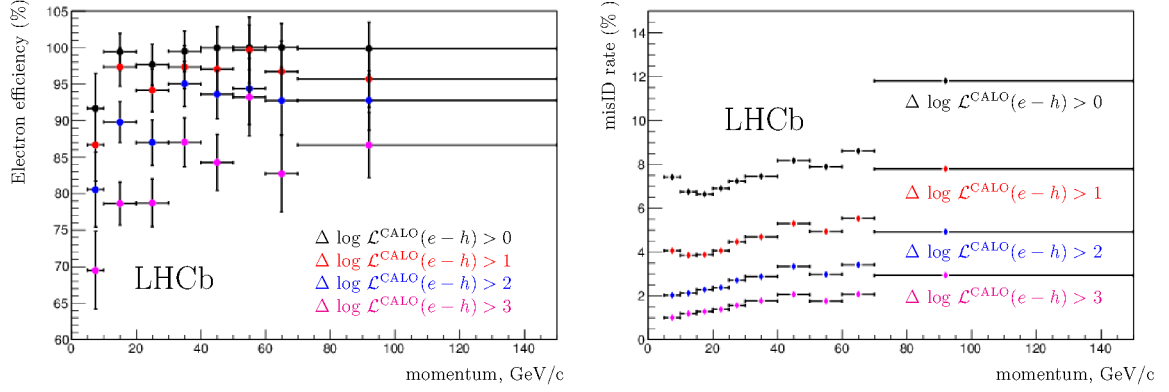 Electron efficiency (%)
105
100
95
90
85
80
75
70
65
60
LHCb
Δ log 𝓛^CALO(e − h) > 0
Δ log 𝓛^CALO(e − h) > 1
Δ log 𝓛^CALO(e − h) > 2
Δ log 𝓛^CALO(e − h) > 3
0 20 40 60 80 100 120 140
momentum, GeV/c
misID rate (% )
14
12
10
8
6
4
2
0
LHCb
Δ log 𝓛^CALO(e − h) > 0
Δ log 𝓛^CALO(e − h) > 1
Δ log 𝓛^CALO(e − h) > 2
Δ log 𝓛^CALO(e − h) > 3
0 20 40 60 80 100 120 140
momentum, GeV/c